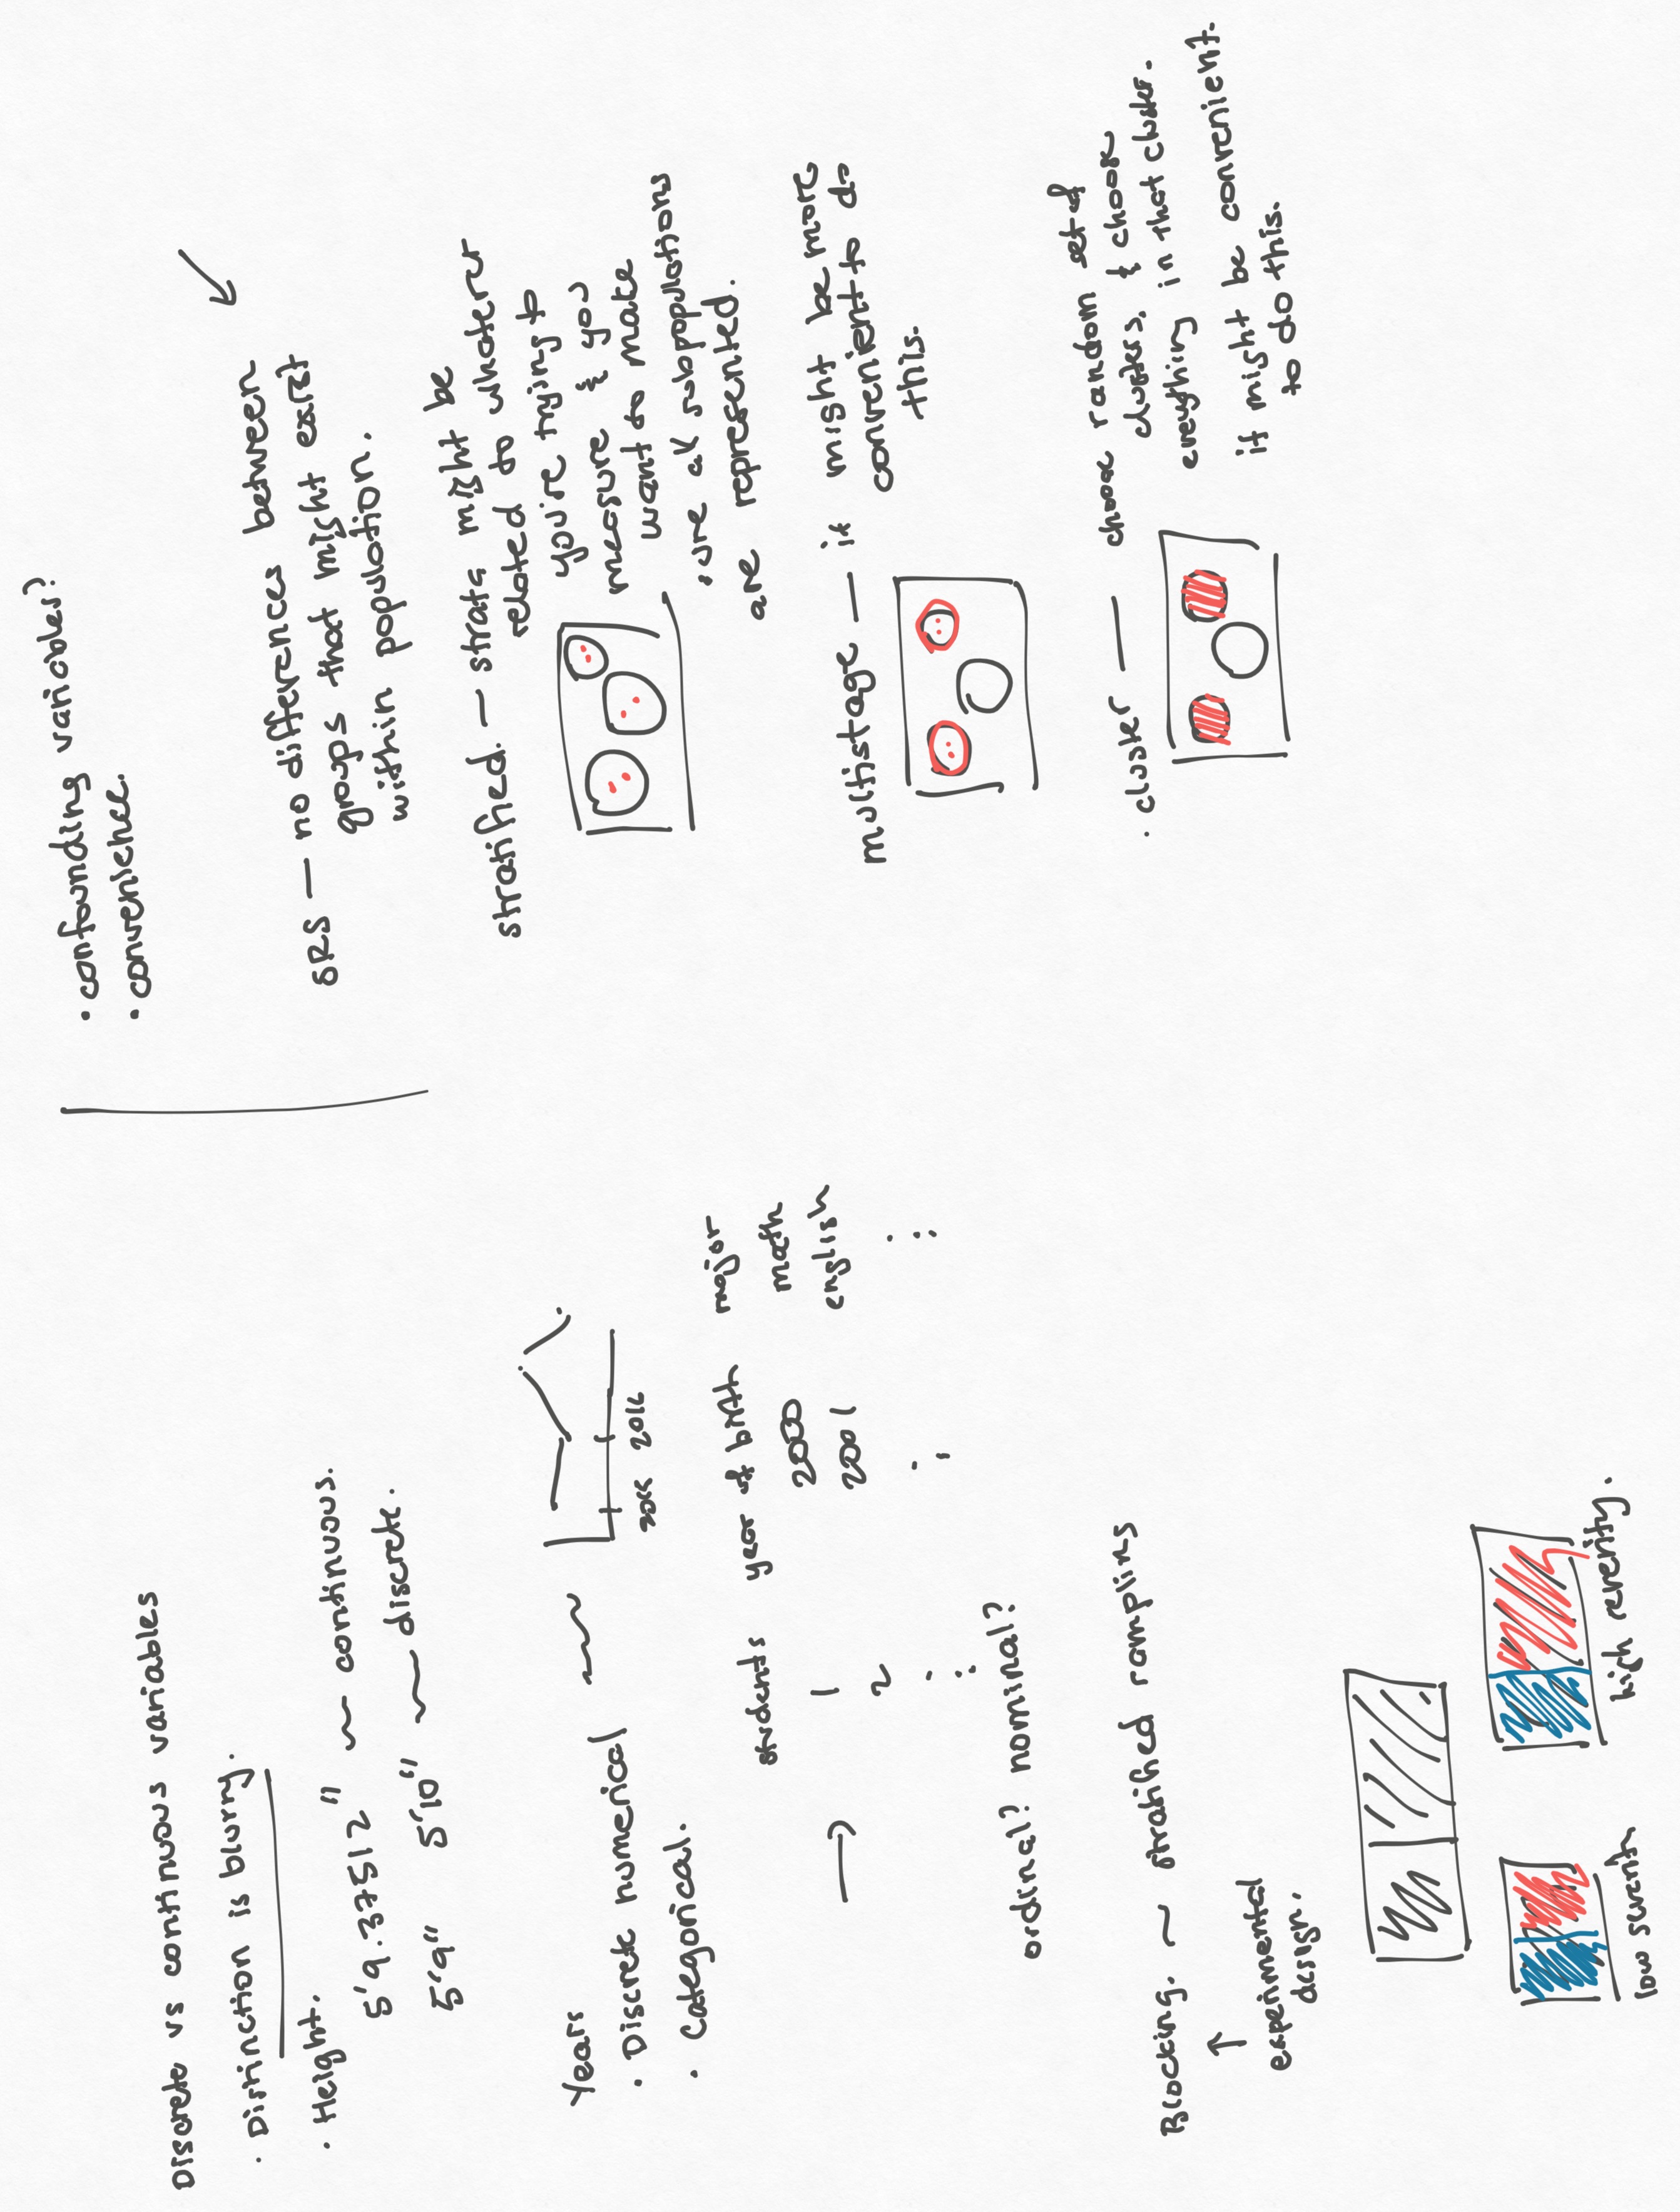 Discrete vs continuous variables
· Distinction is blurry.
· Height.
5'9.37512" ~ continuous.
5'9" 5'10" ~ discrete.
Years
· Discrete numerical
· Categorical.
2015 2016
students year of birth major
1 2000 math
2 2001 english
ordinal? nominal?
Blocking. ~ stratified sampling
↑
experimental
design.
low severity
high severity.
· confounding variables?
· convenience.
SRS — no differences between
groups that might exist
within population.
stratified. — strata might be
related to whatever
you're trying to
measure & you
want to make
sure all subpopulations
are represented.
multistage — it might be more
convenient to do
this.
· cluster — choose random set of
clusters, & choose
everything in that cluster.
it might be convenient.
to do this.